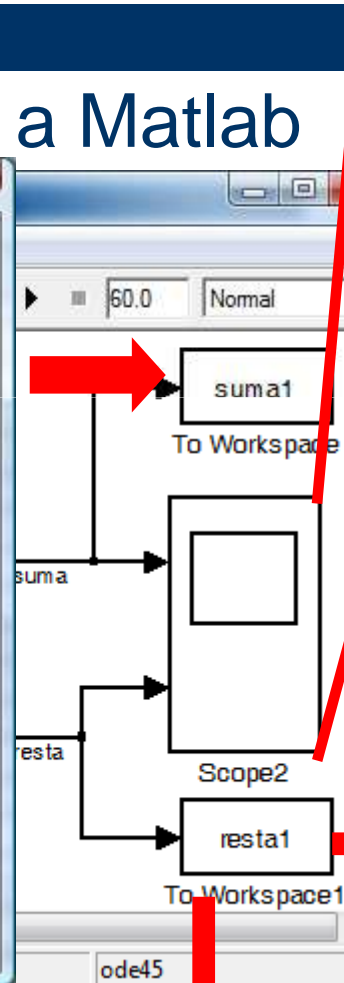 a Matlab
60.0 Normal
suma1
To Workspace
suma
resta
Scope2
resta1
To Workspace1
ode45